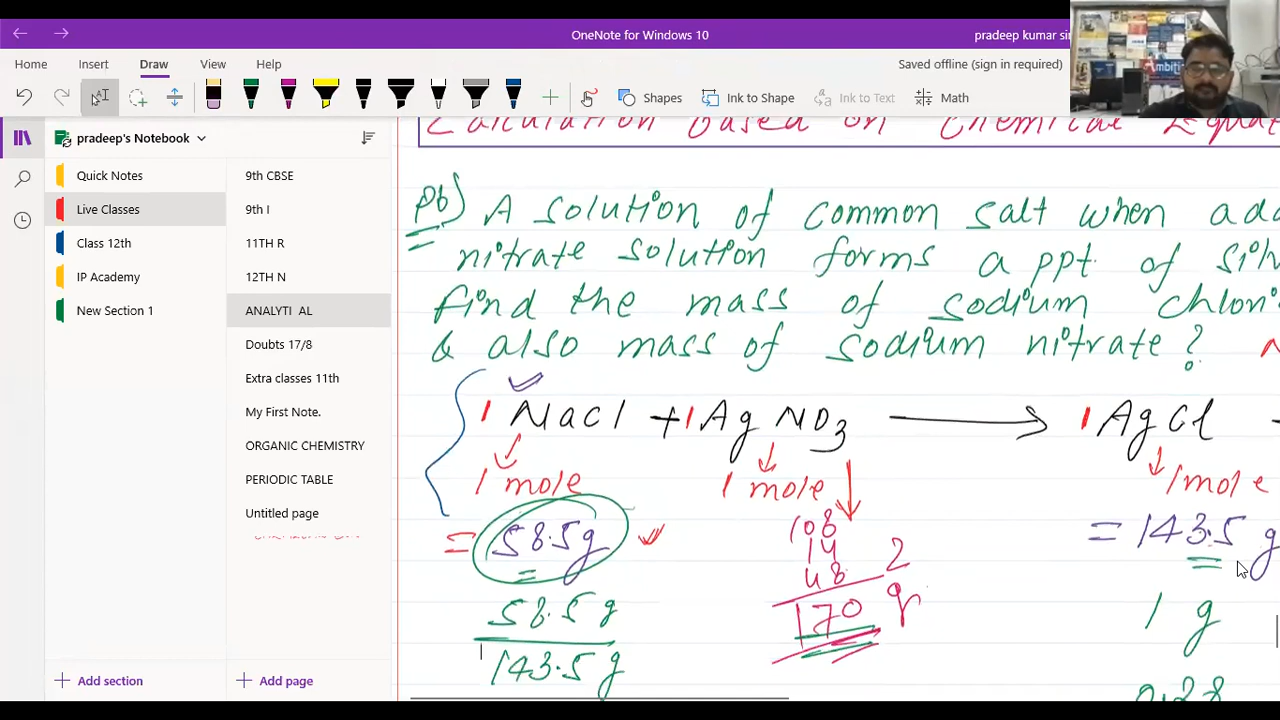 OneNote for Windows 10
pradeep kumar sin
Home Insert Draw View Help
Saved offline (sign in required)
Shapes Ink to Shape Ink to Text Math
pradeep's Notebook
Quick Notes
Live Classes
Class 12th
IP Academy
New Section 1
9th CBSE
9th I
11TH R
12TH N
ANALYTI AL
Doubts 17/8
Extra classes 11th
My First Note.
ORGANIC CHEMISTRY
PERIODIC TABLE
Untitled page
Add section
Add page
Calculation based on Chemical Equat
Pb) A solution of common salt when add
nitrate solution forms a ppt. of silv
find the mass of sodium chlori
& also mass of sodium nitrate?
1 NaCl + 1 AgNO3 → 1 AgCl
1 mole 1 mole 1 mole
= 58.5g
108
14
48
170 g
= 143.5 g
58.5 g
143.5 g
1 g
0.28
2